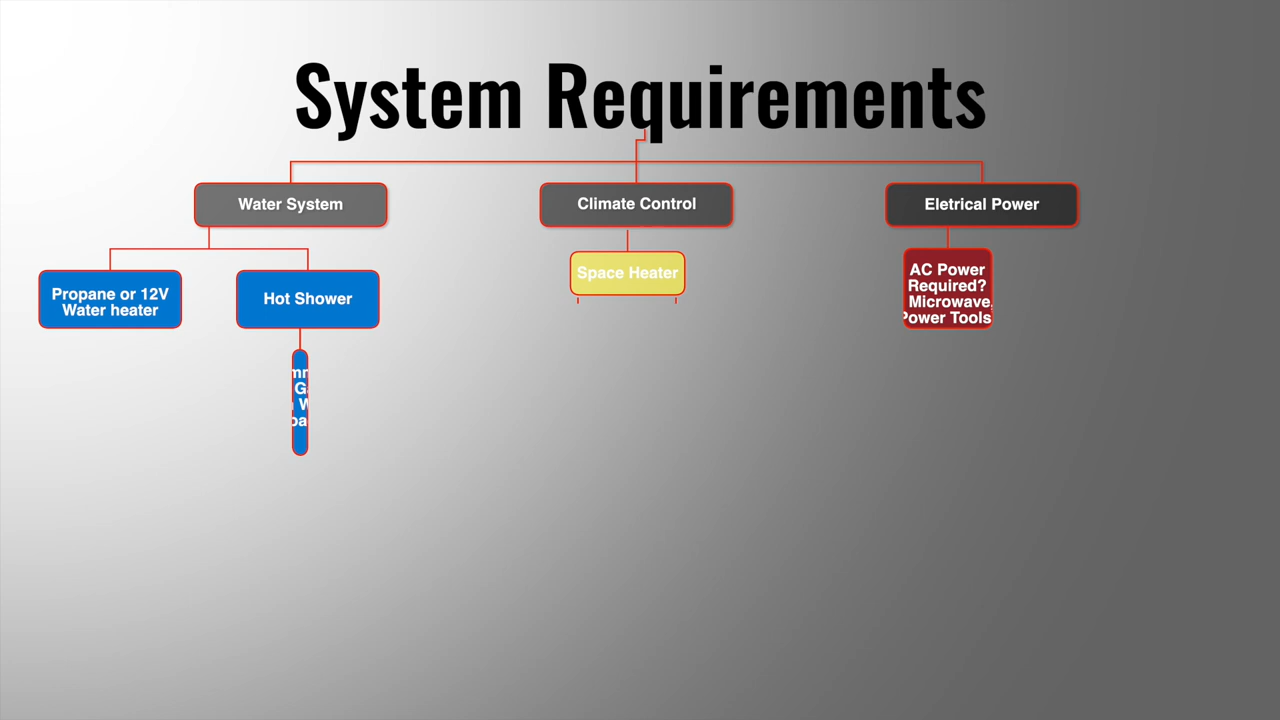 System Requirements
Water System
Climate Control
Eletrical Power
Propane or 12V
Water heater
Hot Shower
Space Heater
AC Power
Required?
Microwave,
Power Tools